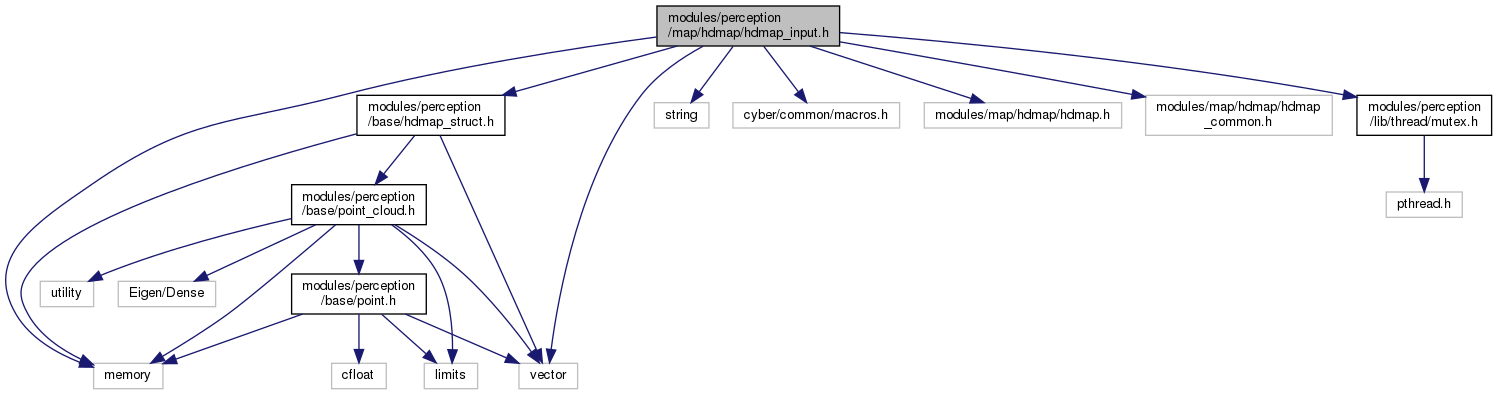 modules/perception
/map/hdmap/hdmap_input.h
modules/perception
/base/hdmap_struct.h
string
cyber/common/macros.h
modules/map/hdmap/hdmap.h
modules/map/hdmap/hdmap
_common.h
modules/perception
/lib/thread/mutex.h
modules/perception
/base/point_cloud.h
pthread.h
utility
Eigen/Dense
modules/perception
/base/point.h
memory
cfloat
limits
vector